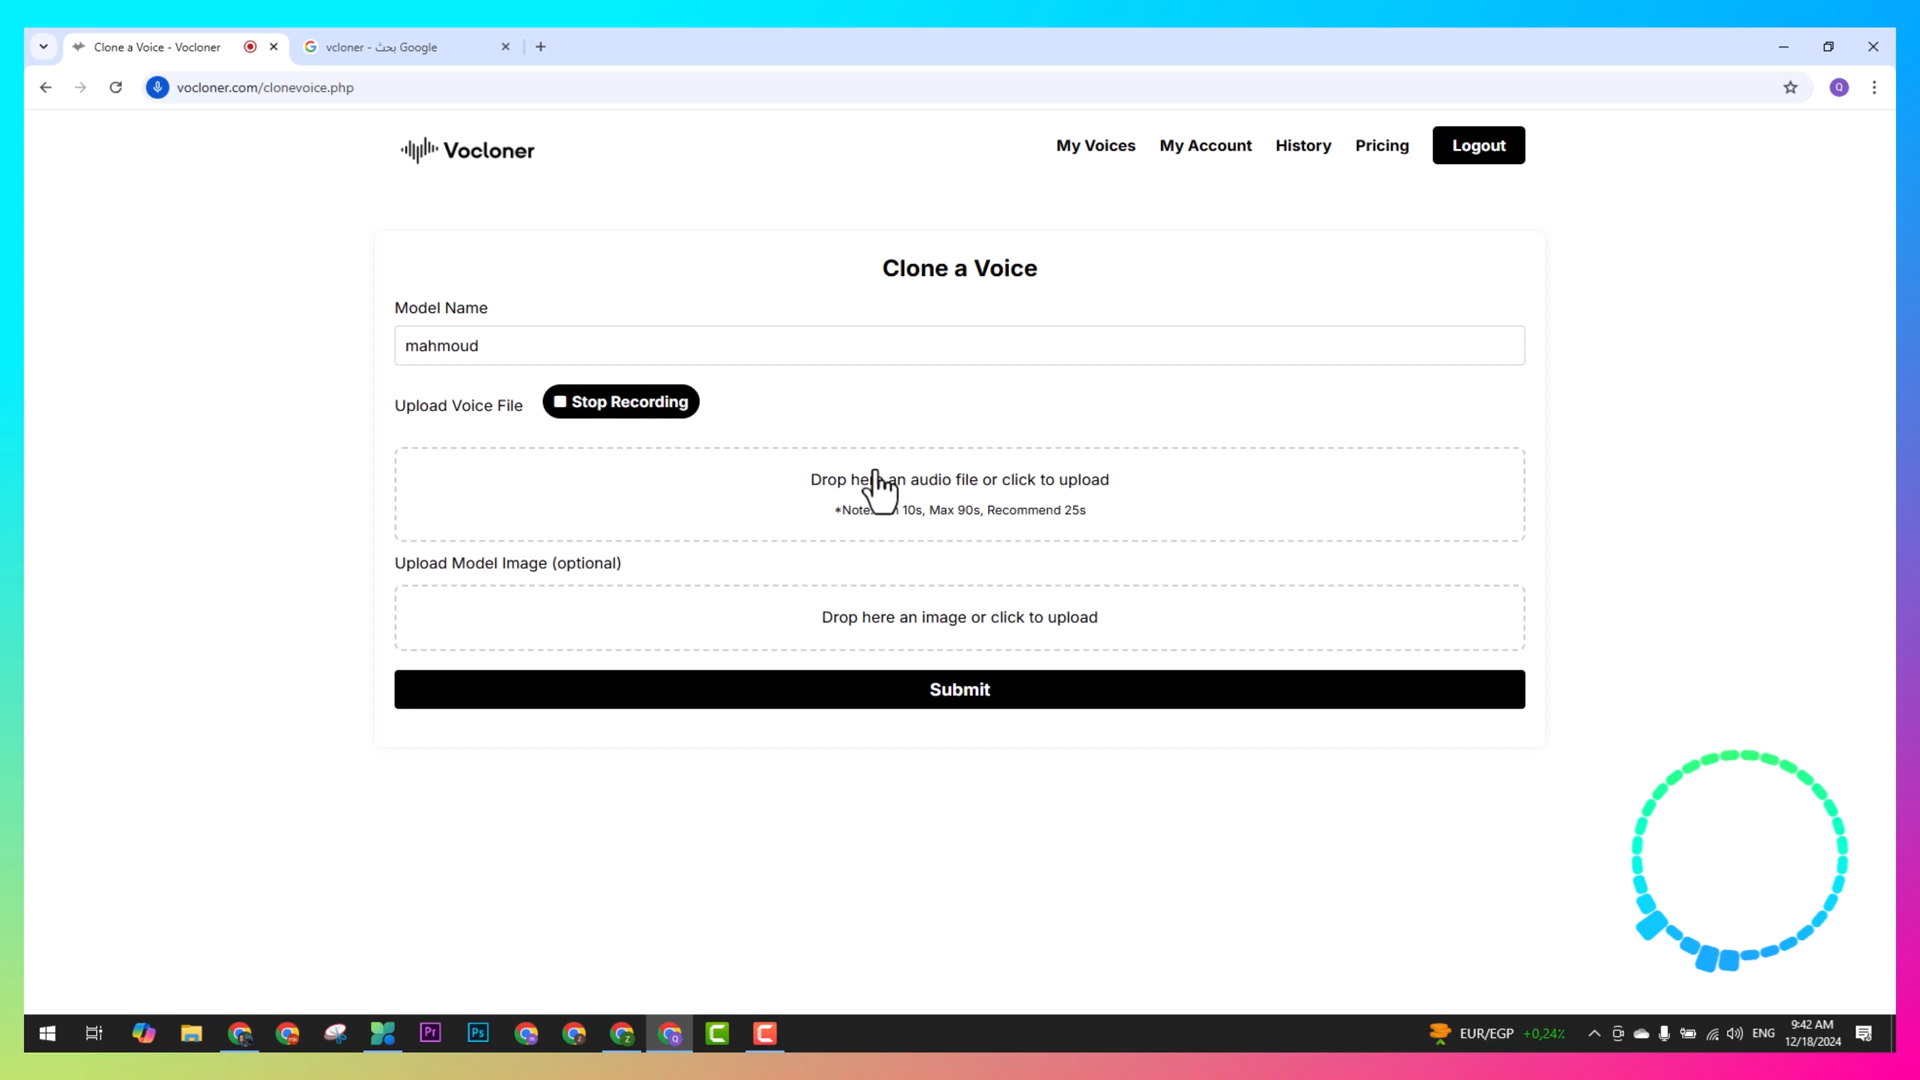 Clone a Voice - Vocloner
vcloner - بحث Google
vocloner.com/clonevoice.php
Q
Vocloner
My Voices
My Account
History
Pricing
Logout
Clone a Voice
Model Name
mahmoud
Upload Voice File
Stop Recording
Drop here an audio file or click to upload
*Note: 10s, Max 90s, Recommend 25s
Upload Model Image (optional)
Drop here an image or click to upload
Submit
Pr
Ps
Z
Q
EUR/EGP +0,24%
ENG
9:42 AM
12/18/2024